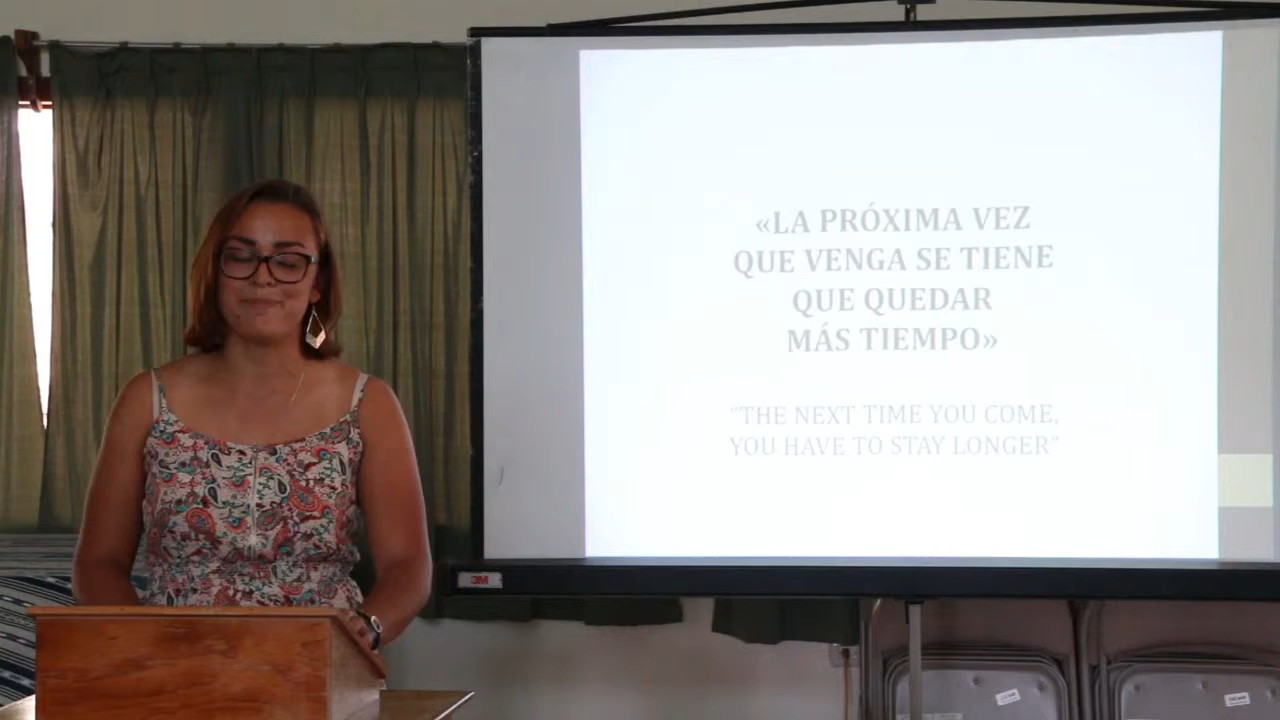 «LA PRÓXIMA VEZ
QUE VENGA SE TIENE
QUE QUEDAR
MÁS TIEMPO»
"THE NEXT TIME YOU COME,
YOU HAVE TO STAY LONGER"
3M